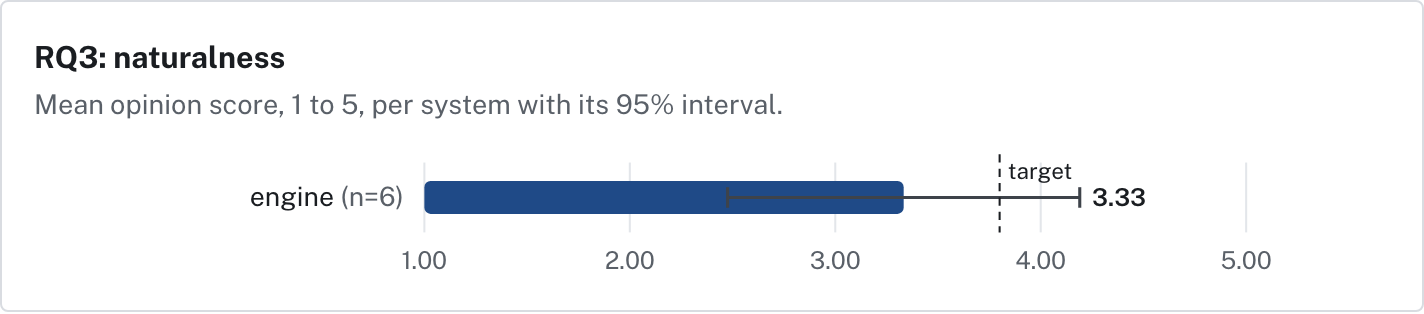 RQ3: naturalness
Mean opinion score, 1 to 5, per system with its 95% interval.
target
engine (n=6) 3.33
1.00 2.00 3.00 4.00 5.00